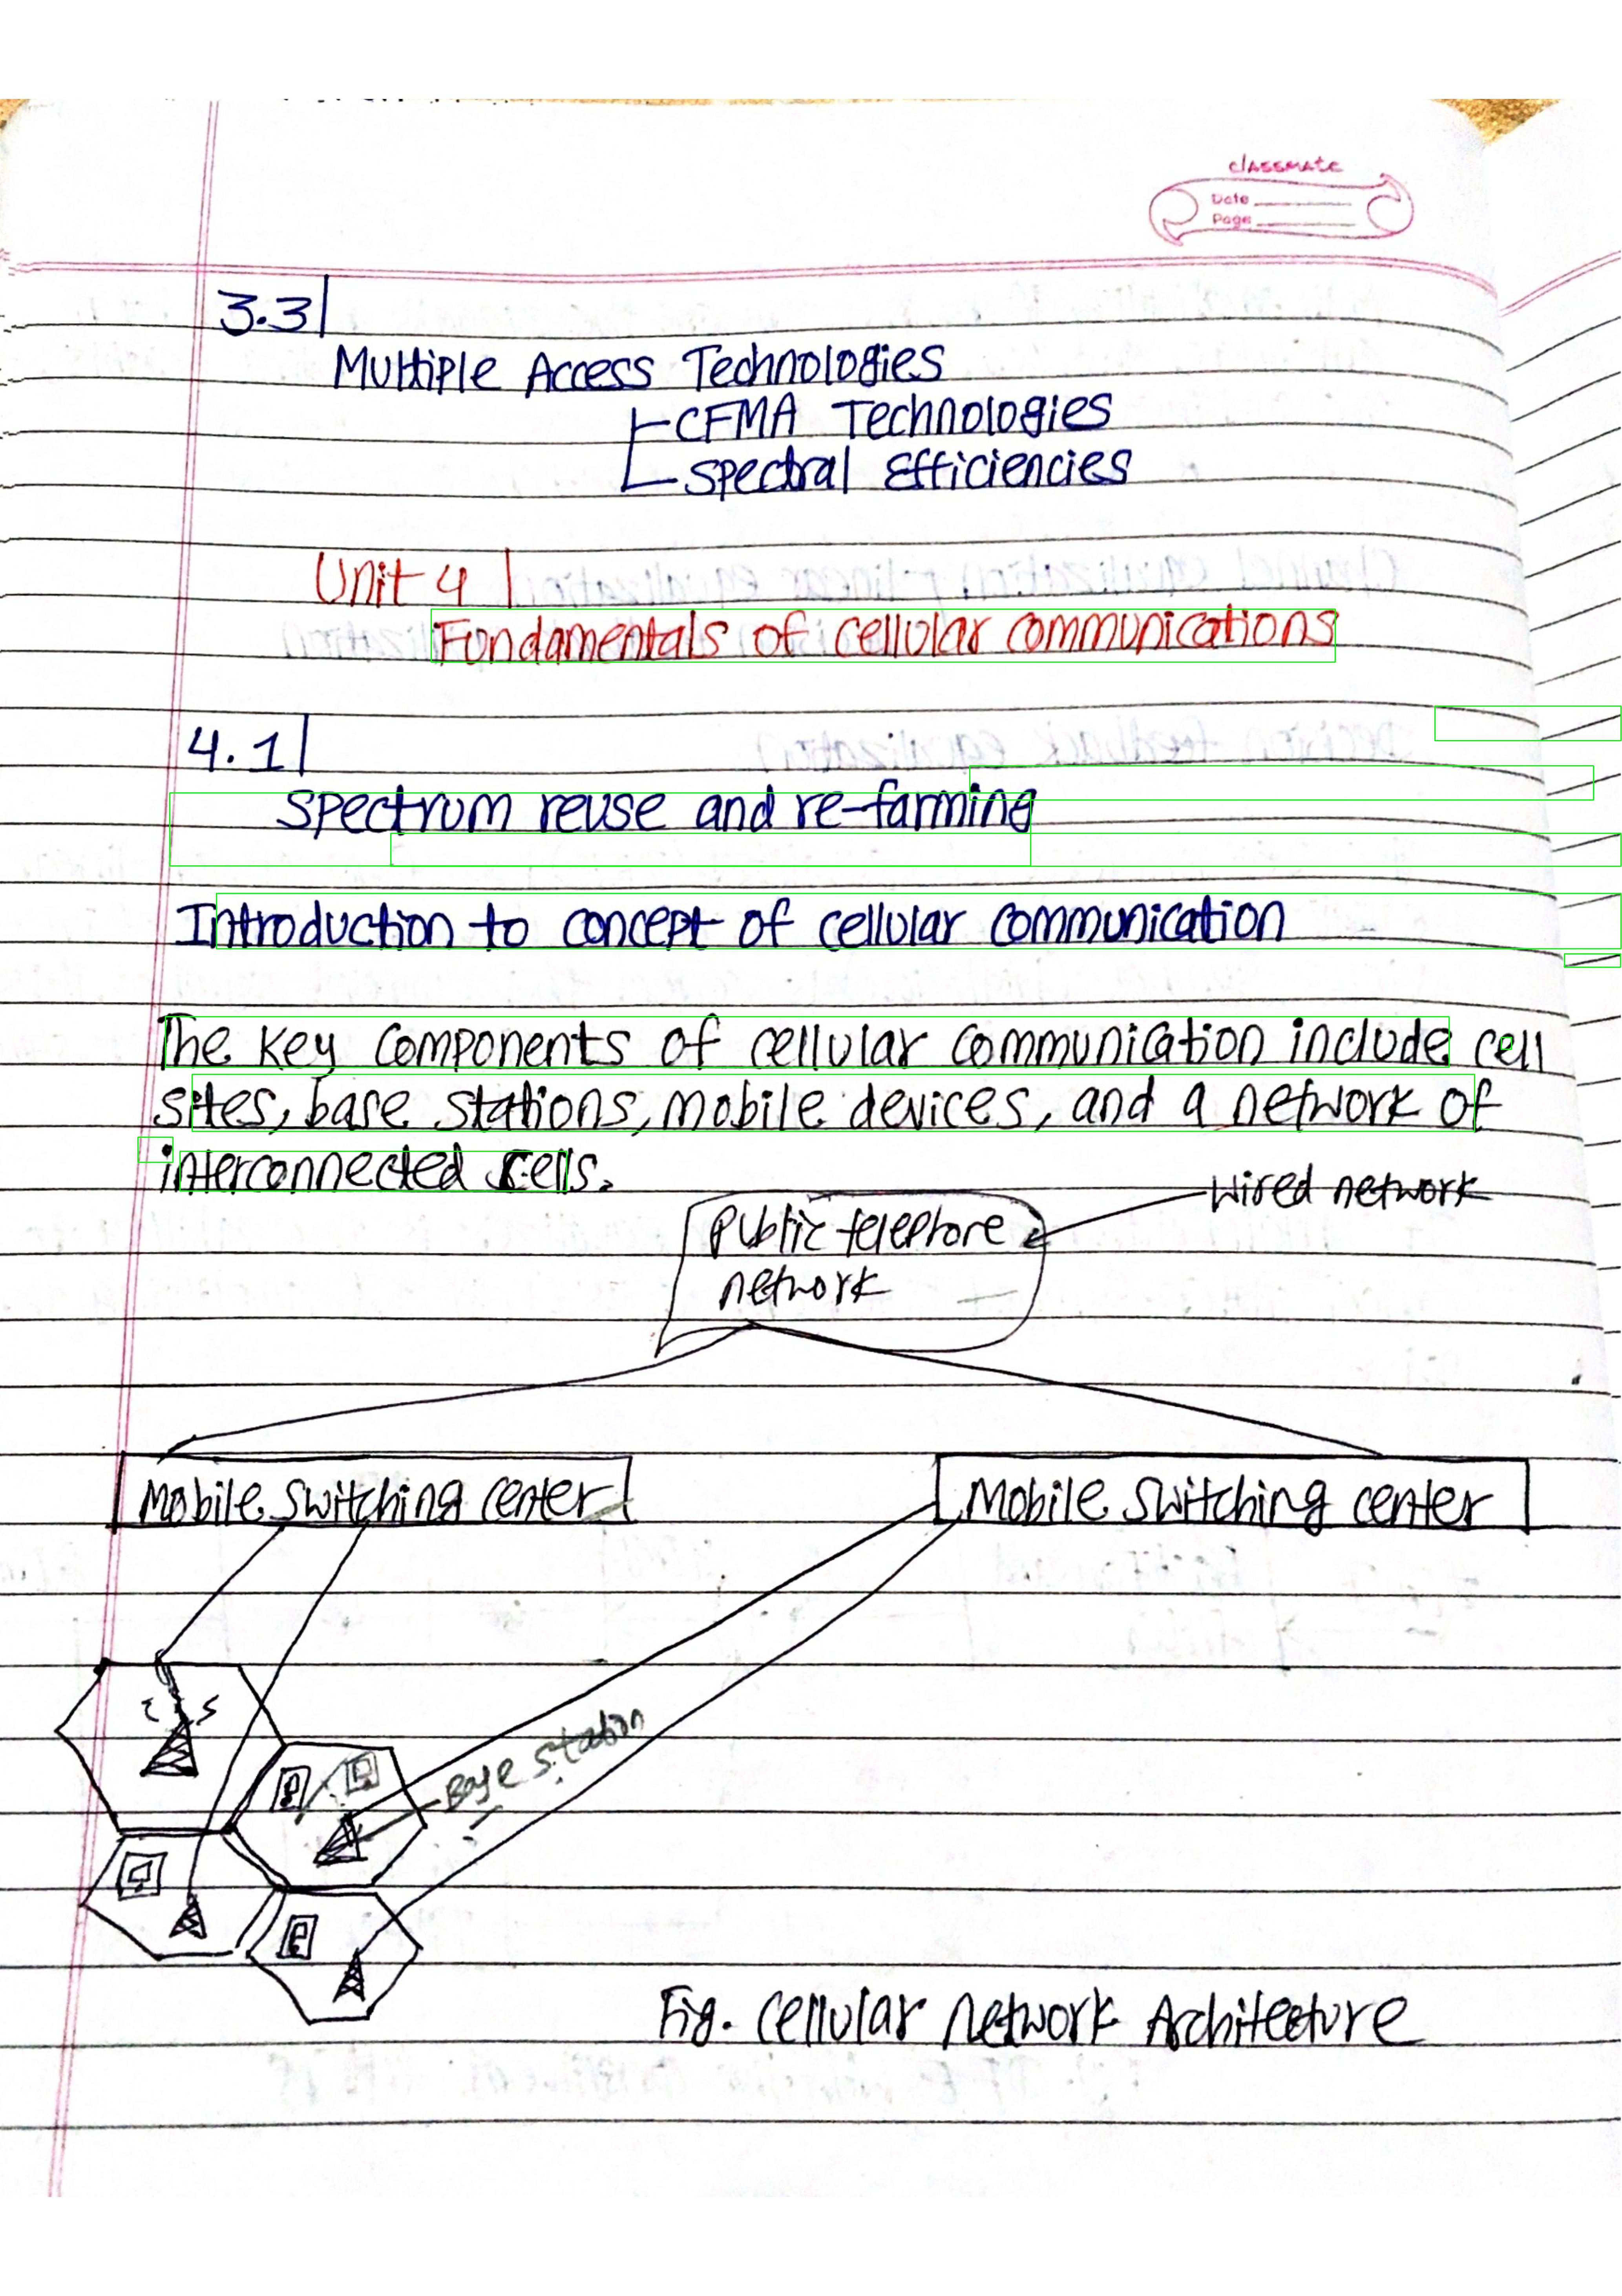 classmate
Date
Page
3.3
Multiple Access Technologies
CFMA Technologies
Spectral Efficiencies
Unit 4
Fundamentals of cellular communications
4.1
Spectrum reuse and re-farming
Introduction to concept of cellular communication
The key components of cellular communication include cell
sites, base stations, mobile devices, and a network of
interconnected cells.
Wired network
Public telephone
network
Mobile switching center
Mobile switching center
Base station
Fig. Cellular Network Architecture